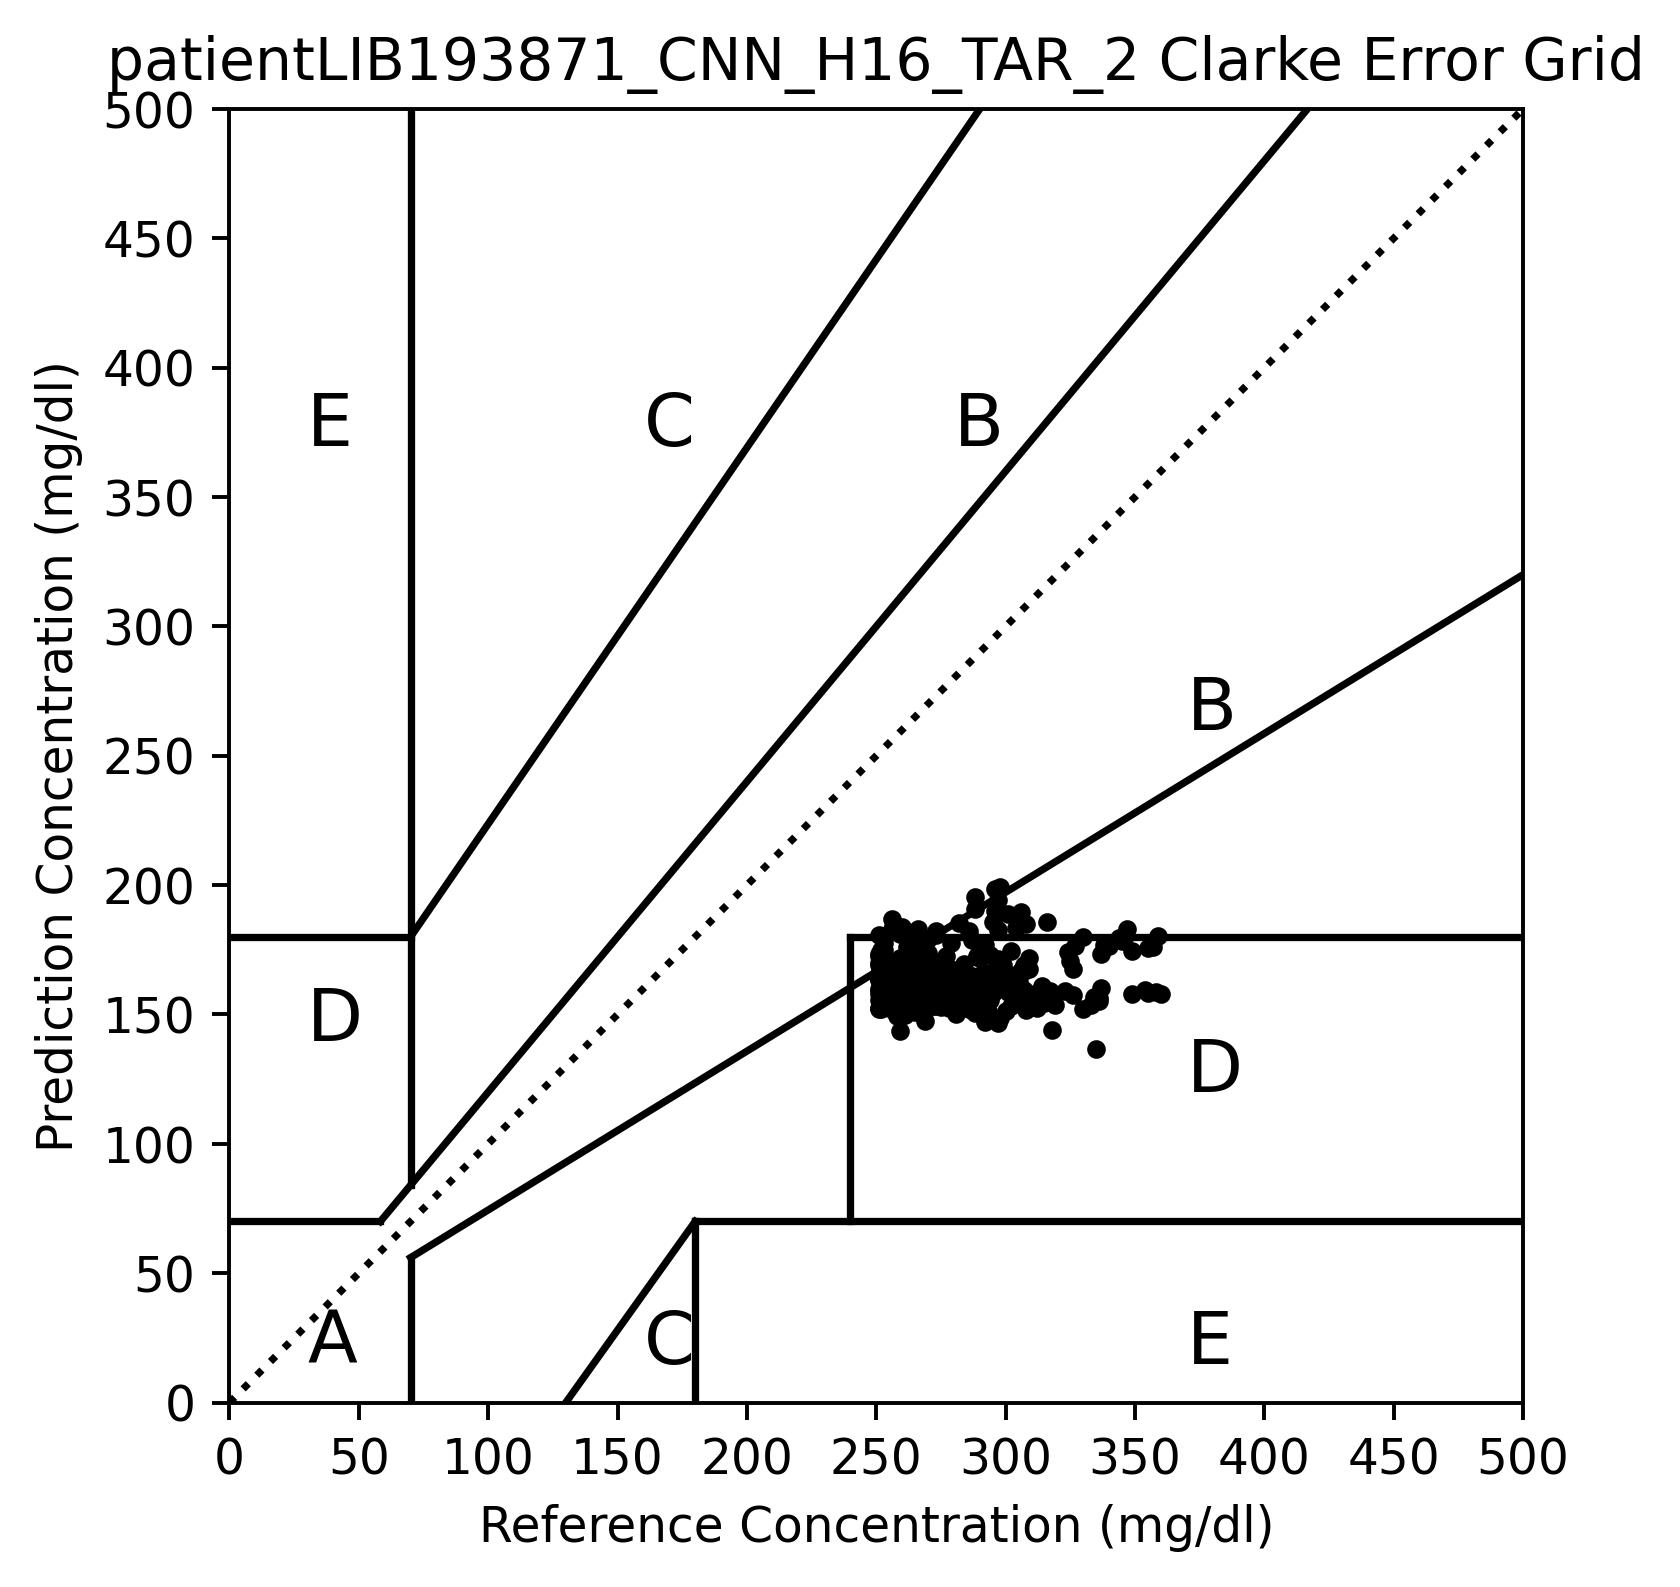 patientLIB193871_CNN_H16_TAR_2 Clarke Error Grid
500
450
400
350
300
250
200
150
100
50
0
Prediction Concentration (mg/dl)
E
C
B
B
D
D
A
C
E
0 50 100 150 200 250 300 350 400 450 500
Reference Concentration (mg/dl)